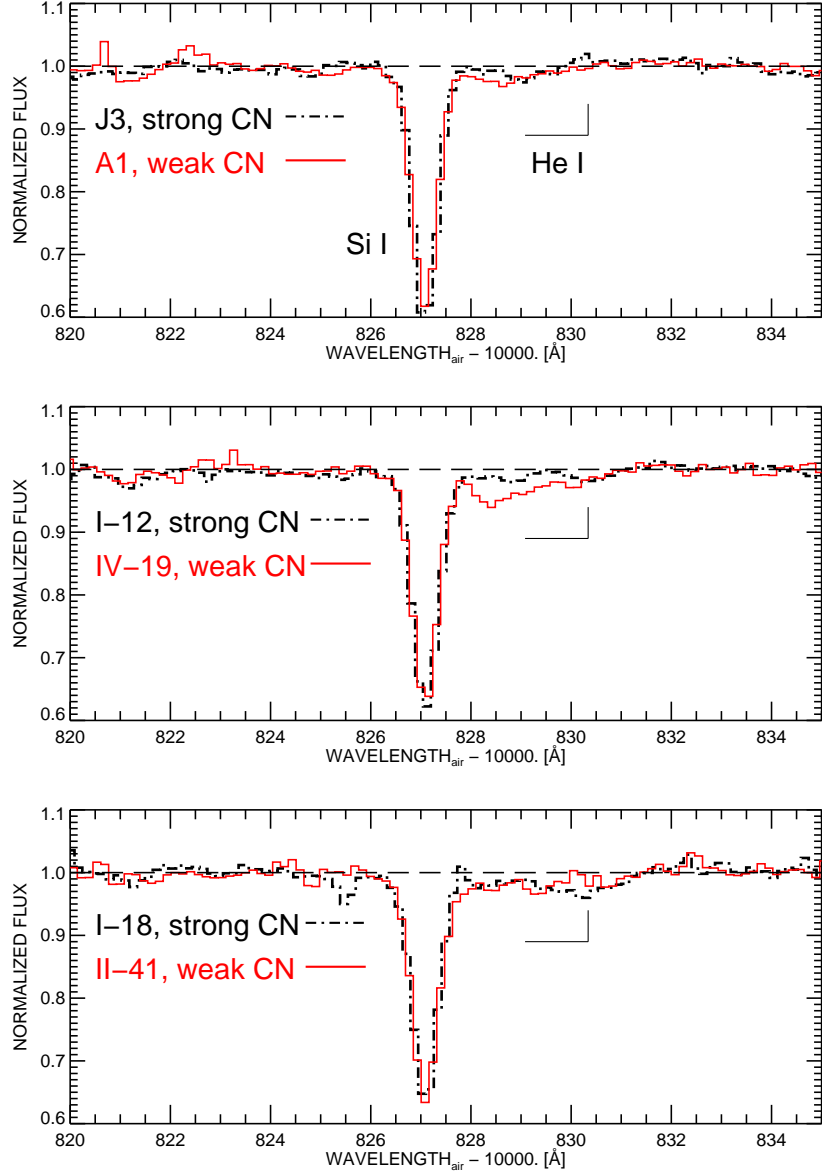 1.1
1.0
0.9
0.8
0.7
0.6
NORMALIZED FLUX
J3, strong CN
A1, weak CN
He I
Si I
820 822 824 826 828 830 832 834
WAVELENGTHair − 10000. [Å]
1.1
1.0
0.9
0.8
0.7
0.6
NORMALIZED FLUX
I−12, strong CN
IV−19, weak CN
820 822 824 826 828 830 832 834
WAVELENGTHair − 10000. [Å]
1.1
1.0
0.9
0.8
0.7
0.6
NORMALIZED FLUX
I−18, strong CN
II−41, weak CN
820 822 824 826 828 830 832 834
WAVELENGTHair − 10000. [Å]